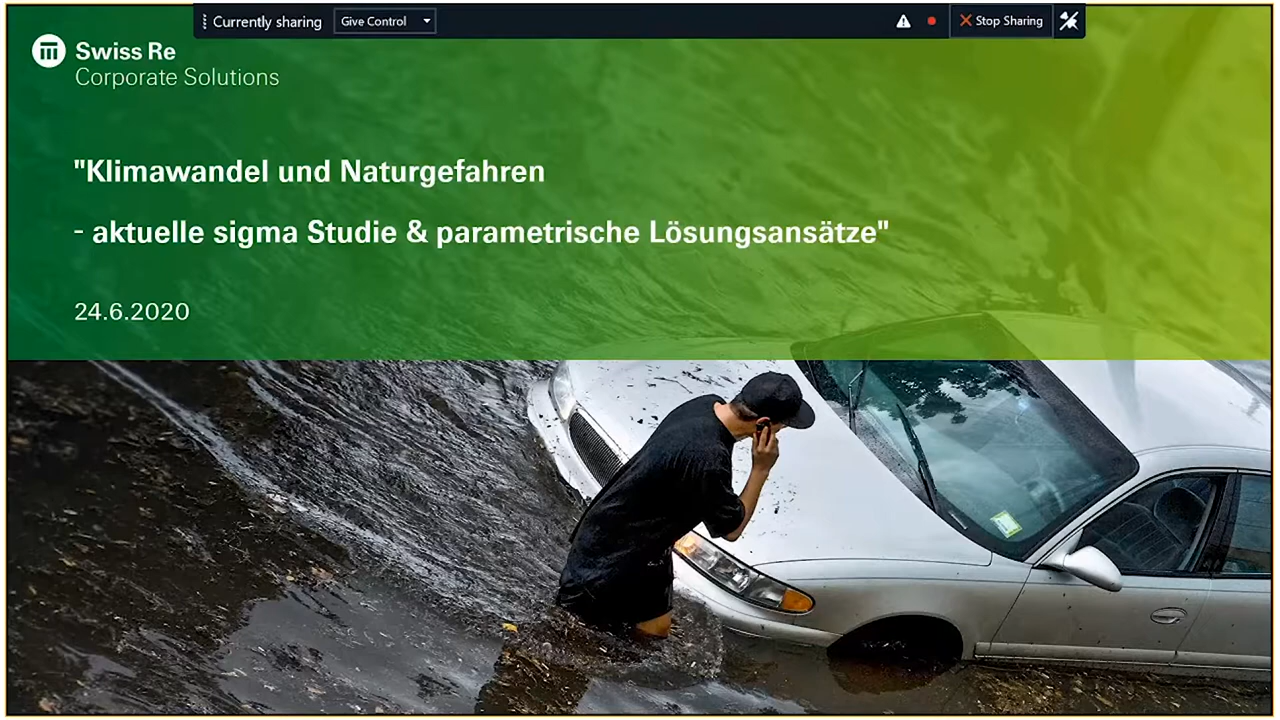 Currently sharing
Give Control
Stop Sharing
Swiss Re
Corporate Solutions
"Klimawandel und Naturgefahren
- aktuelle sigma Studie & parametrische Lösungsansätze"
24.6.2020